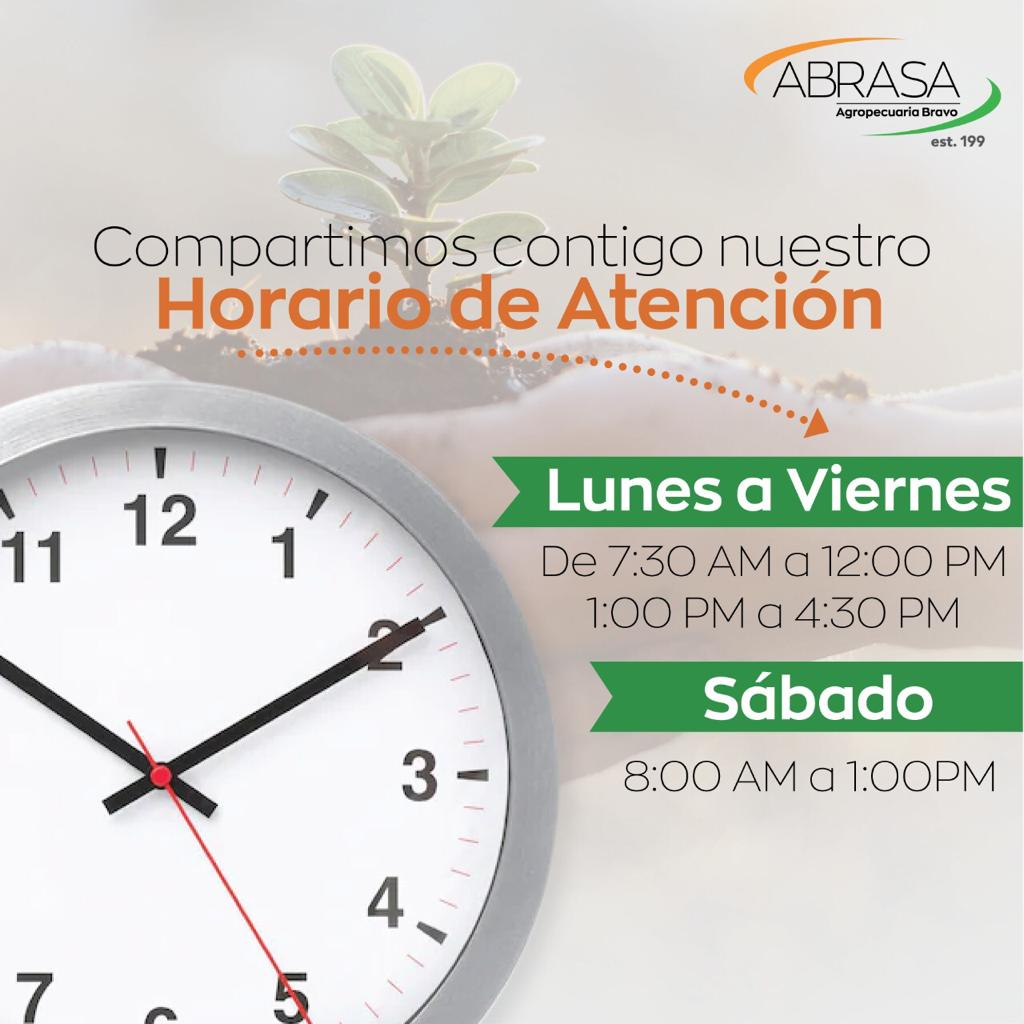 ABRASA
Agropecuaria Bravo
est. 199
Compartimos contigo nuestro
Horario de Atención
Lunes a Viernes
De 7:30 AM a 12:00 PM
1:00 PM a 4:30 PM
Sábado
8:00 AM a 1:00PM
12
11
1
2
3
4
5
7